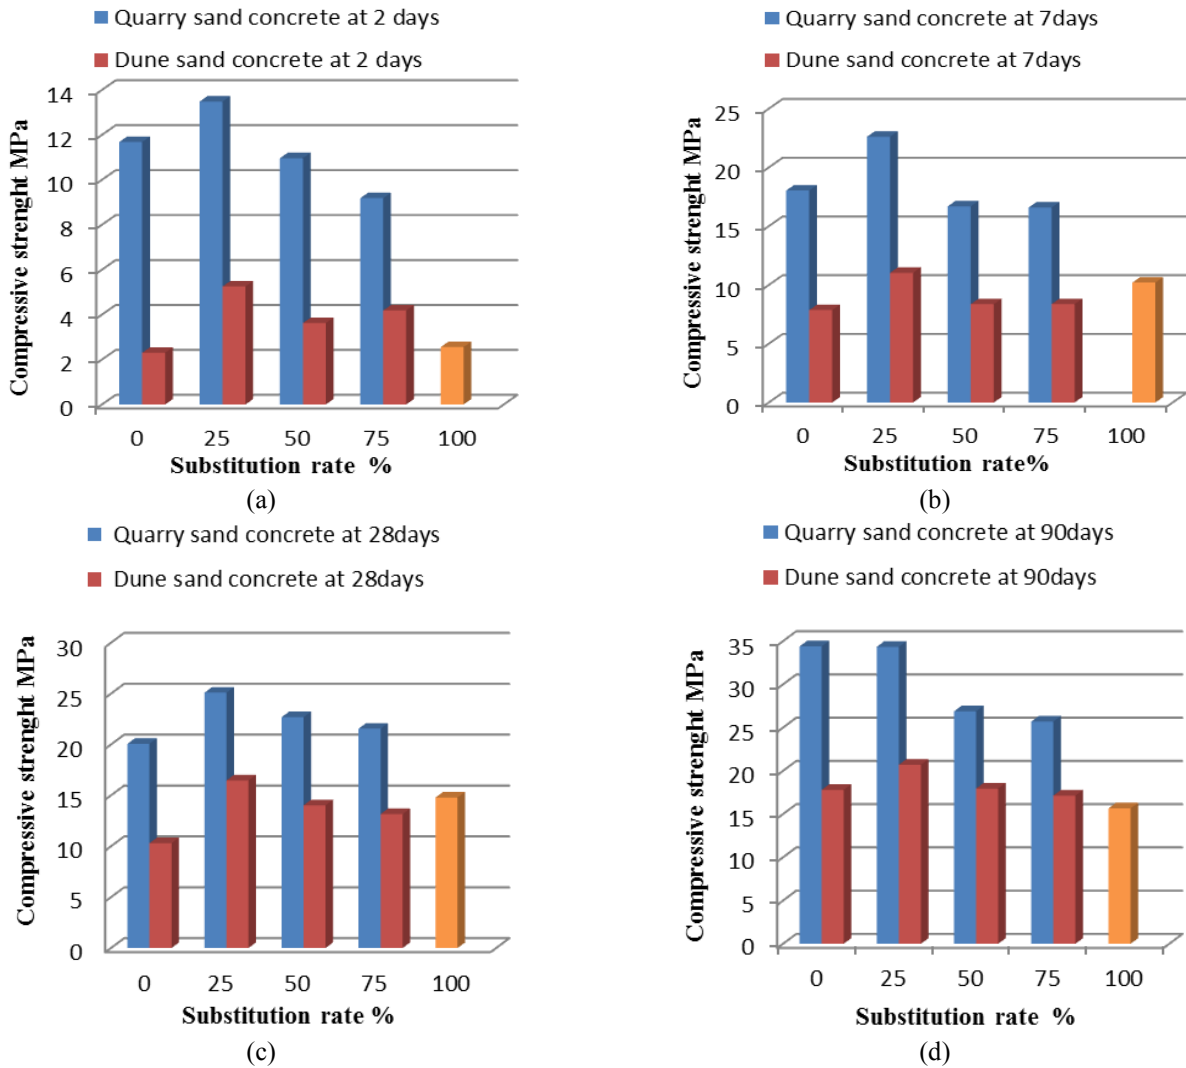 Quarry sand concrete at 2 days
Dune sand concrete at 2 days
14
12
10
8
6
4
2
0
Compressive strenght MPa
0 25 50 75 100
Substitution rate %
(a)
Quarry sand concrete at 7days
Dune sand concrete at 7days
25
20
15
10
5
0
Compressive strenght MPa
0 25 50 75 100
Substitution rate%
(b)
Quarry sand concrete at 28days
Dune sand concrete at 28days
30
25
20
15
10
5
0
Compressive strenght MPa
0 25 50 75 100
Substitution rate %
(c)
Quarry sand concrete at 90days
Dune sand concrete at 90days
35
30
25
20
15
10
5
0
Compressive strenght MPa
0 25 50 75 100
Substitution rate %
(d)